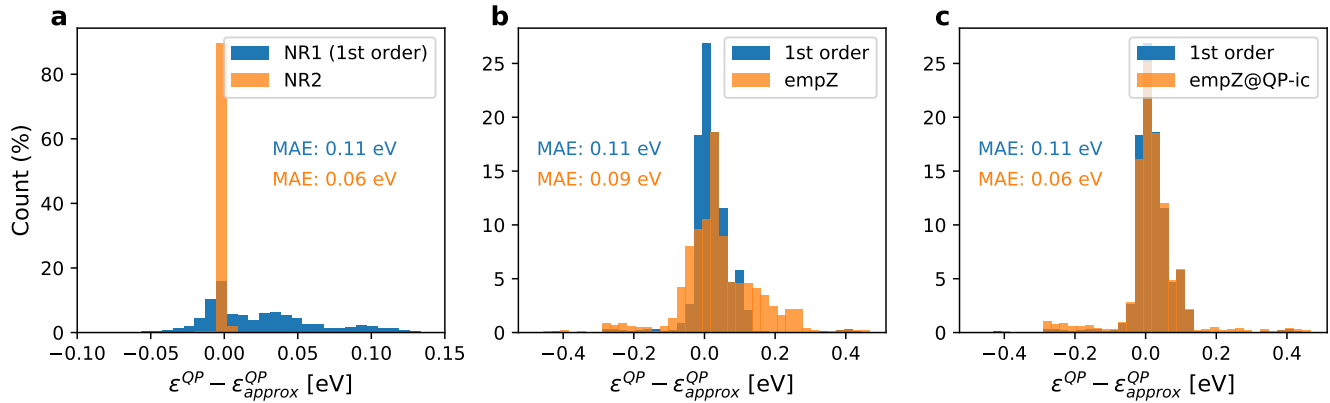 a
NR1 (1st order)
NR2
MAE: 0.11 eV
MAE: 0.06 eV
Count (%)
80
60
40
20
0
−0.10
−0.05
0.00
0.05
0.10
0.15
ε^QP − ε^QP_approx [eV]
b
1st order
empZ
MAE: 0.11 eV
MAE: 0.09 eV
25
20
15
10
5
0
−0.4
−0.2
0.0
0.2
0.4
ε^QP − ε^QP_approx [eV]
c
1st order
empZ@QP-ic
MAE: 0.11 eV
MAE: 0.06 eV
25
20
15
10
5
0
−0.4
−0.2
0.0
0.2
0.4
ε^QP − ε^QP_approx [eV]